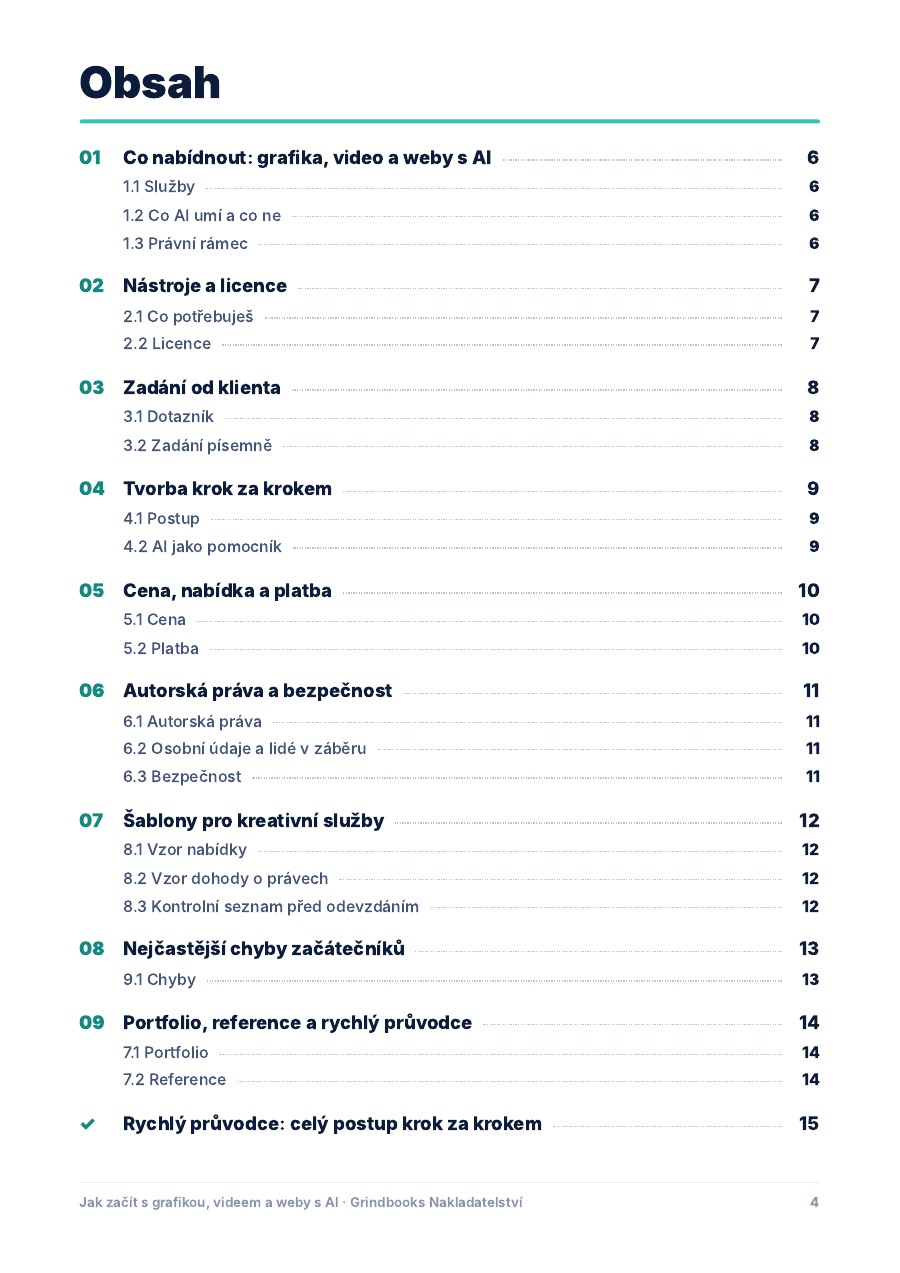 Obsah
01 Co nabídnout: grafika, video a weby s AI 6
1.1 Služby 6
1.2 Co AI umí a co ne 6
1.3 Právní rámec 6
02 Nástroje a licence 7
2.1 Co potřebuješ 7
2.2 Licence 7
03 Zadání od klienta 8
3.1 Dotazník 8
3.2 Zadání písemně 8
04 Tvorba krok za krokem 9
4.1 Postup 9
4.2 AI jako pomocník 9
05 Cena, nabídka a platba 10
5.1 Cena 10
5.2 Platba 10
06 Autorská práva a bezpečnost 11
6.1 Autorská práva 11
6.2 Osobní údaje a lidé v záběru 11
6.3 Bezpečnost 11
07 Šablony pro kreativní služby 12
8.1 Vzor nabídky 12
8.2 Vzor dohody o právech 12
8.3 Kontrolní seznam před odevzdáním 12
08 Nejčastější chyby začátečníků 13
9.1 Chyby 13
09 Portfolio, reference a rychlý průvodce 14
7.1 Portfolio 14
7.2 Reference 14
✓ Rychlý průvodce: celý postup krok za krokem 15
Jak začít s grafikou, videem a weby s AI · Grindbooks Nakladatelství 4